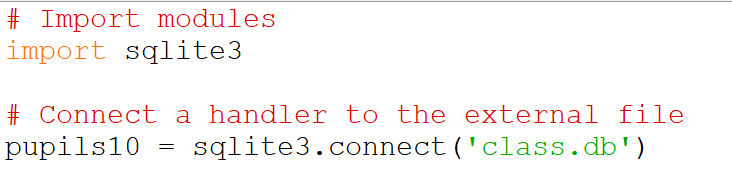 # Import modules
import sqlite3
# Connect a handler to the external file
pupils10 = sqlite3.connect('class.db')